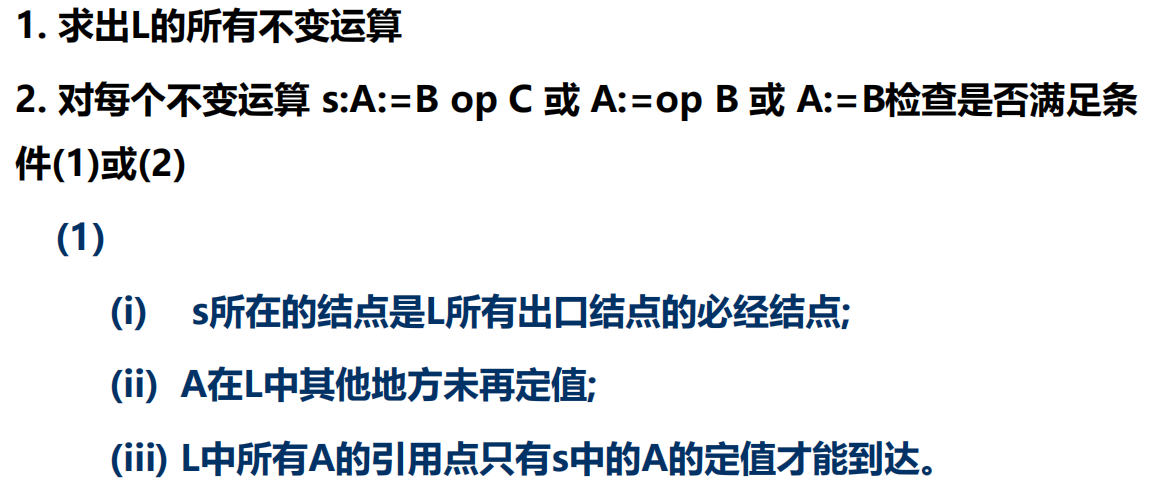 1. 求出L的所有不变运算
2. 对每个不变运算 s:A:=B op C 或 A:=op B 或 A:=B检查是否满足条
件(1)或(2)
(1)
(i) s所在的结点是L所有出口结点的必经结点;
(ii) A在L中其他地方未再定值;
(iii) L中所有A的引用点只有s中的A的定值才能到达。